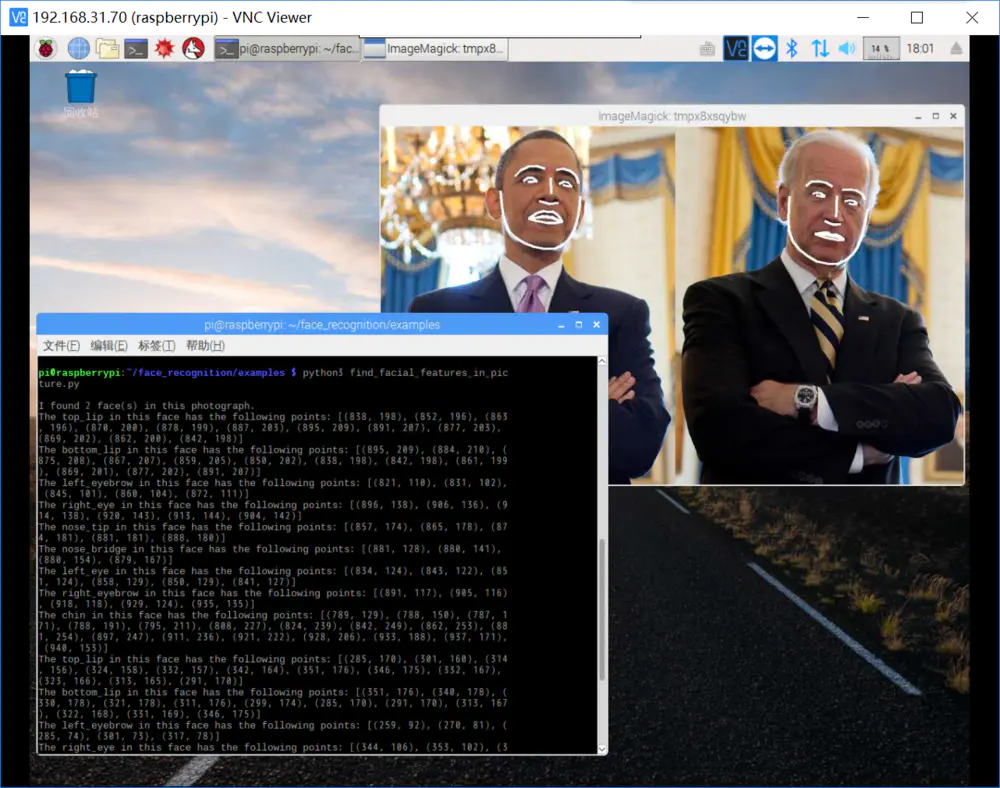 192.168.31.70 (raspberrypi) - VNC Viewer
pi@raspberrypi: ~/fac...
ImageMagick: tmpx8...
14 %
18:01
回收站
ImageMagick: tmpx8xsqybw
pi@raspberrypi: ~/face_recognition/examples
文件(F) 编辑(E) 标签(T) 帮助(H)
pi@raspberrypi:~/face_recognition/examples $ python3 find_facial_features_in_pic
ture.py
I found 2 face(s) in this photograph.
The top_lip in this face has the following points: [(838, 198), (852, 196), (863
, 196), (870, 200), (878, 199), (887, 203), (895, 209), (891, 207), (877, 203),
(869, 202), (862, 200), (842, 198)]
The bottom_lip in this face has the following points: [(895, 209), (884, 210), (
875, 208), (867, 207), (859, 205), (850, 202), (838, 198), (842, 198), (861, 199
), (869, 201), (877, 202), (891, 207)]
The left_eyebrow in this face has the following points: [(821, 110), (831, 102),
(845, 101), (860, 104), (872, 111)]
The right_eye in this face has the following points: [(896, 138), (906, 136), (9
14, 138), (920, 143), (913, 144), (904, 142)]
The nose_tip in this face has the following points: [(857, 174), (865, 178), (87
4, 181), (881, 181), (888, 180)]
The nose_bridge in this face has the following points: [(881, 128), (880, 141),
(880, 154), (879, 167)]
The left_eye in this face has the following points: [(834, 124), (843, 122), (85
1, 124), (858, 129), (850, 129), (841, 127)]
The right_eyebrow in this face has the following points: [(891, 117), (905, 116)
, (918, 118), (929, 124), (935, 135)]
The chin in this face has the following points: [(789, 129), (788, 150), (787, 1
71), (788, 191), (795, 211), (808, 227), (824, 239), (842, 249), (862, 253), (88
1, 254), (897, 247), (911, 236), (921, 222), (928, 206), (933, 188), (937, 171),
(940, 153)]
The top_lip in this face has the following points: [(285, 170), (301, 160), (314
, 156), (324, 158), (332, 157), (342, 164), (351, 176), (346, 175), (332, 167),
(323, 166), (313, 165), (291, 170)]
The bottom_lip in this face has the following points: [(351, 176), (340, 178), (
330, 178), (321, 178), (311, 176), (299, 174), (285, 170), (291, 170), (313, 167
), (322, 168), (331, 169), (346, 175)]
The left_eyebrow in this face has the following points: [(259, 92), (270, 81), (
285, 74), (301, 73), (317, 78)]
The right_eye in this face has the following points: [(344, 106), (353, 102), (3